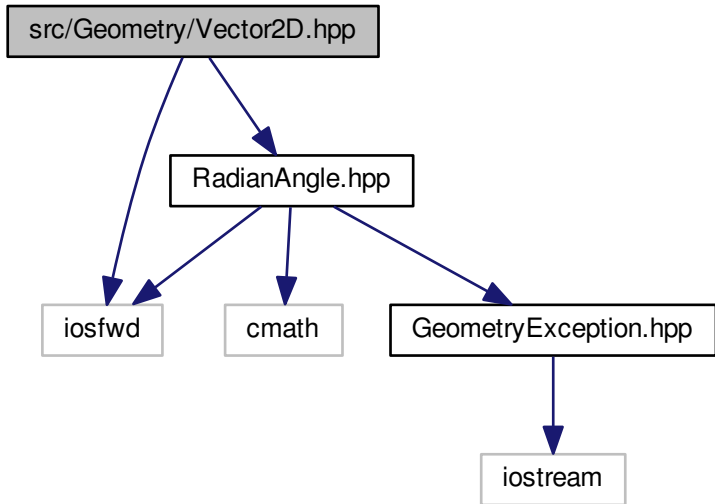 src/Geometry/Vector2D.hpp
RadianAngle.hpp
iosfwd
cmath
GeometryException.hpp
iostream